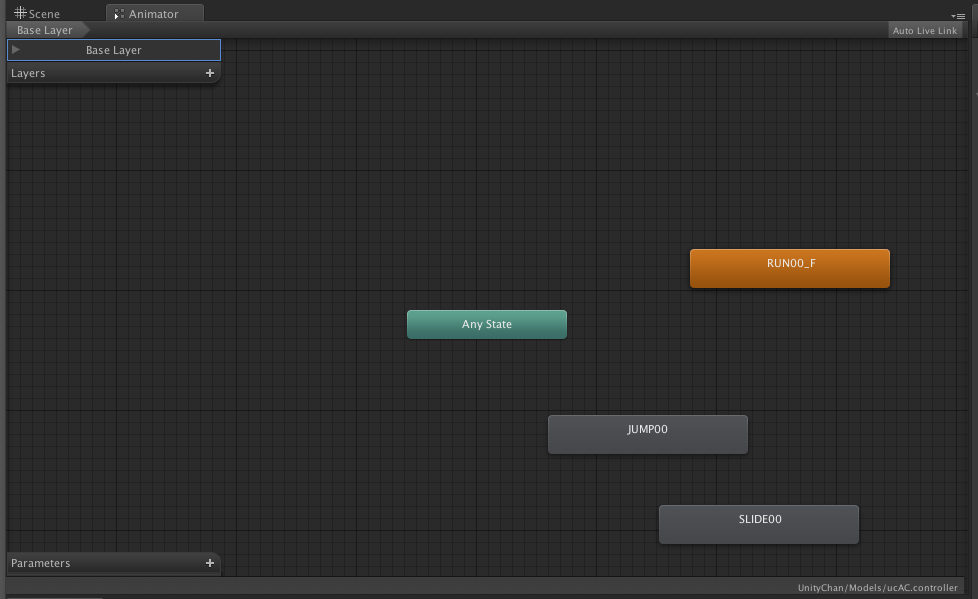 Scene
Animator
Base Layer
Auto Live Link
Base Layer
Layers
RUN00_F
Any State
JUMP00
SLIDE00
Parameters
UnityChan/Models/ucAC.controller